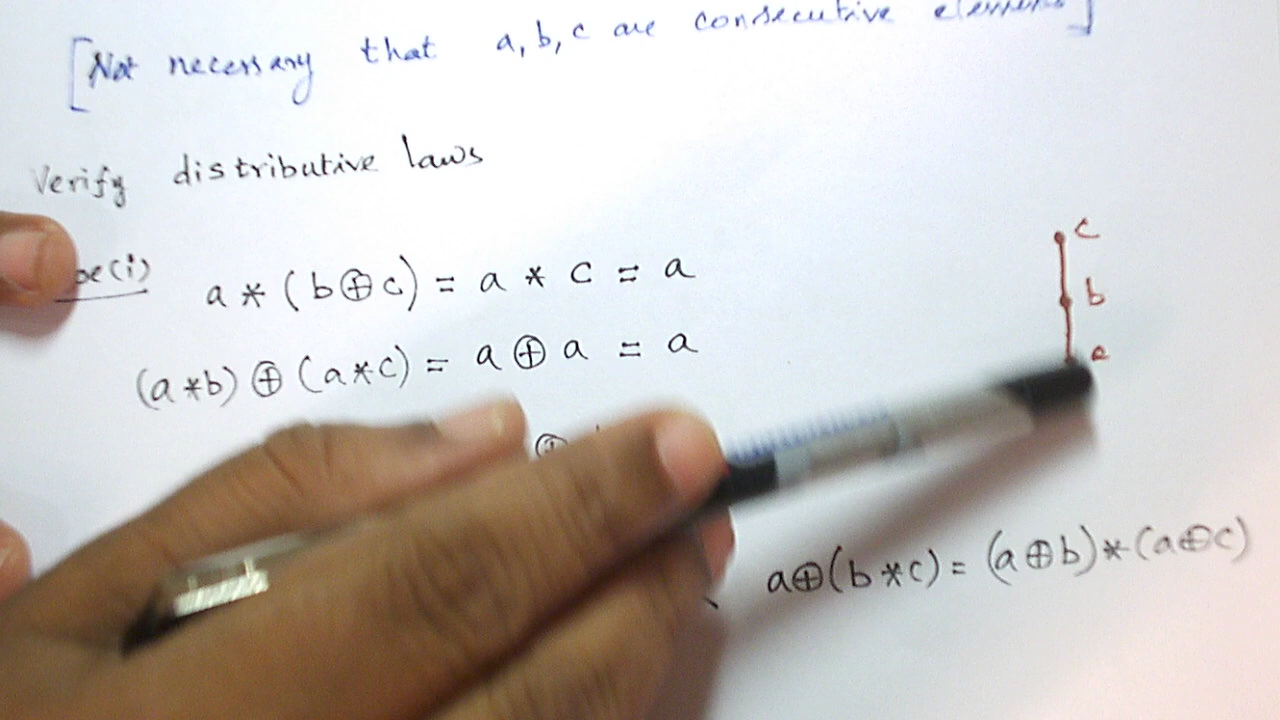 [Not necessary that a, b, c are consecutive elements]
Verify distributive laws
a * (b ⊕ c) = a * c = a
(a * b) ⊕ (a * c) = a ⊕ a = a
c
b
a
⊕
a ⊕ (b * c) = (a ⊕ b) * (a ⊕ c)